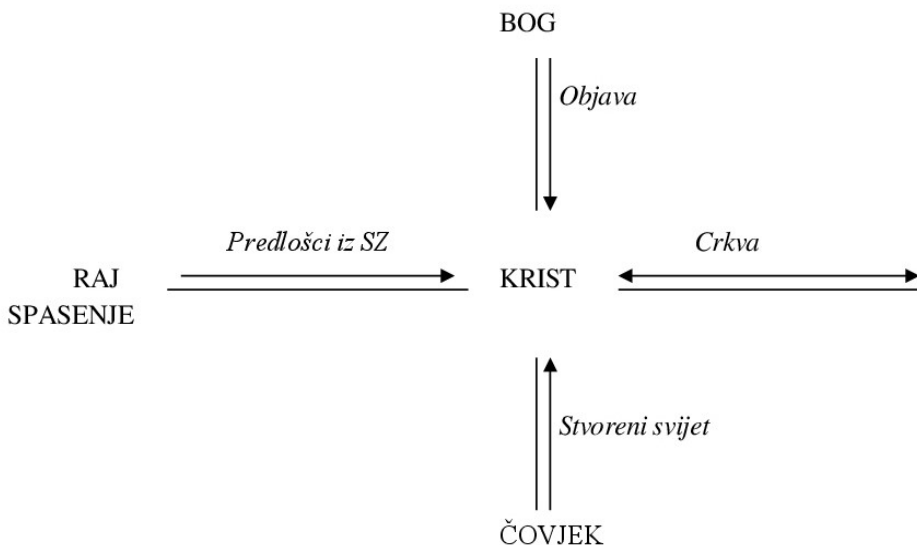 BOG
Objava
Predlošci iz SZ
Crkva
RAJ
SPASENJE
KRIST
Stvoreni svijet
ČOVJEK